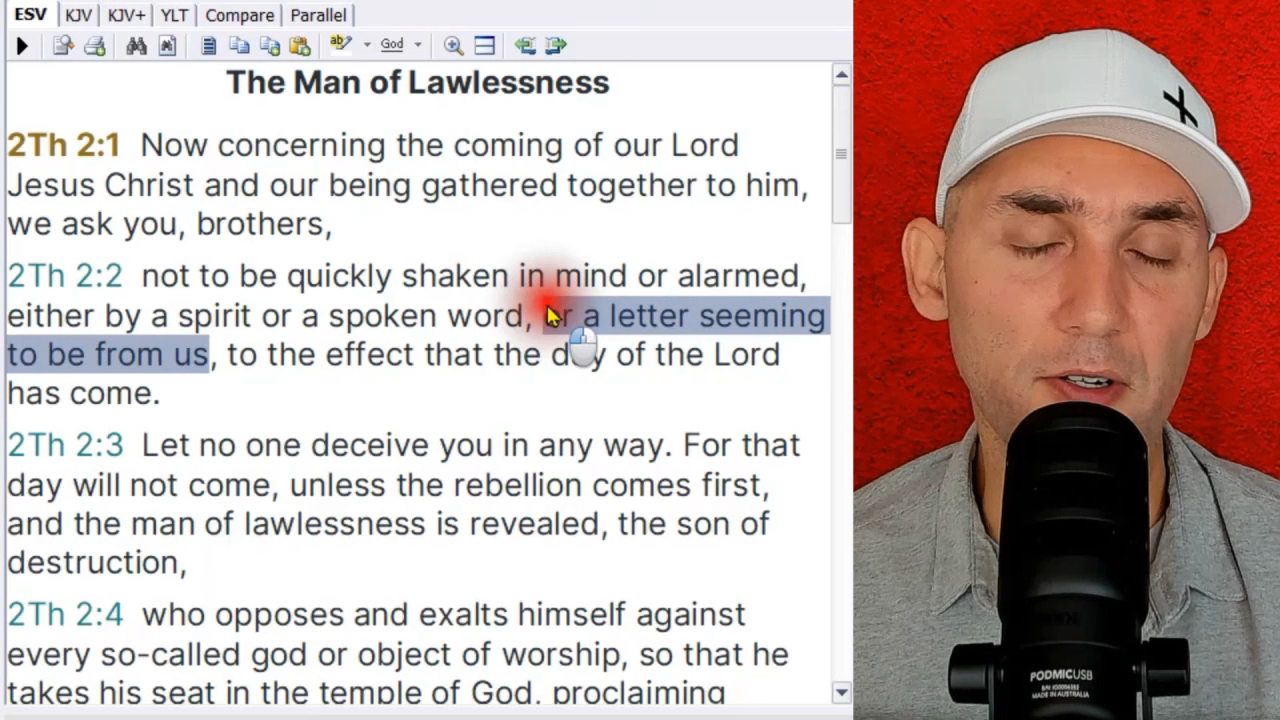 ESV KJV KJV+ YLT Compare Parallel
God
The Man of Lawlessness
2Th 2:1 Now concerning the coming of our Lord
Jesus Christ and our being gathered together to him,
we ask you, brothers,
2Th 2:2 not to be quickly shaken in mind or alarmed,
either by a spirit or a spoken word, or a letter seeming
to be from us, to the effect that the day of the Lord
has come.
2Th 2:3 Let no one deceive you in any way. For that
day will not come, unless the rebellion comes first,
and the man of lawlessness is revealed, the son of
destruction,
2Th 2:4 who opposes and exalts himself against
every so-called god or object of worship, so that he
takes his seat in the temple of God, proclaiming
PODMICUSB
MADE IN AUSTRALIA